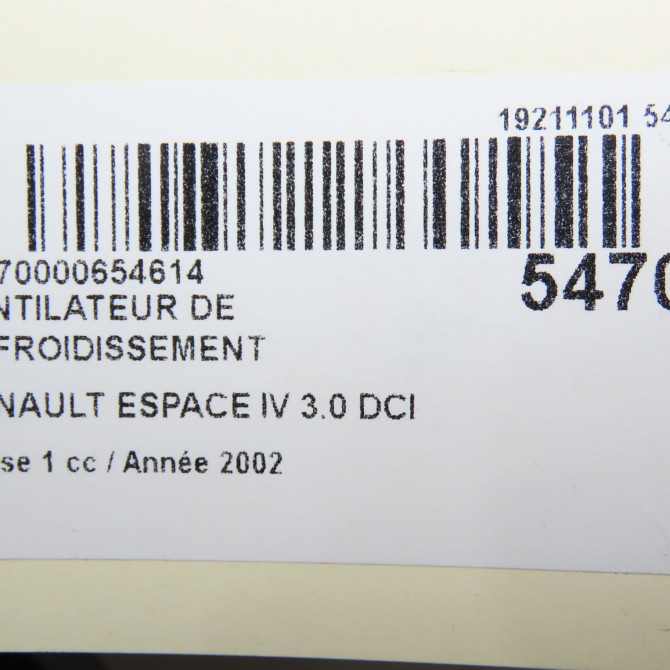 19211101 54
70000654614
5470
NTILATEUR DE
FROIDISSEMENT
NAULT ESPACE IV 3.0 DCI
se 1 cc / Année 2002